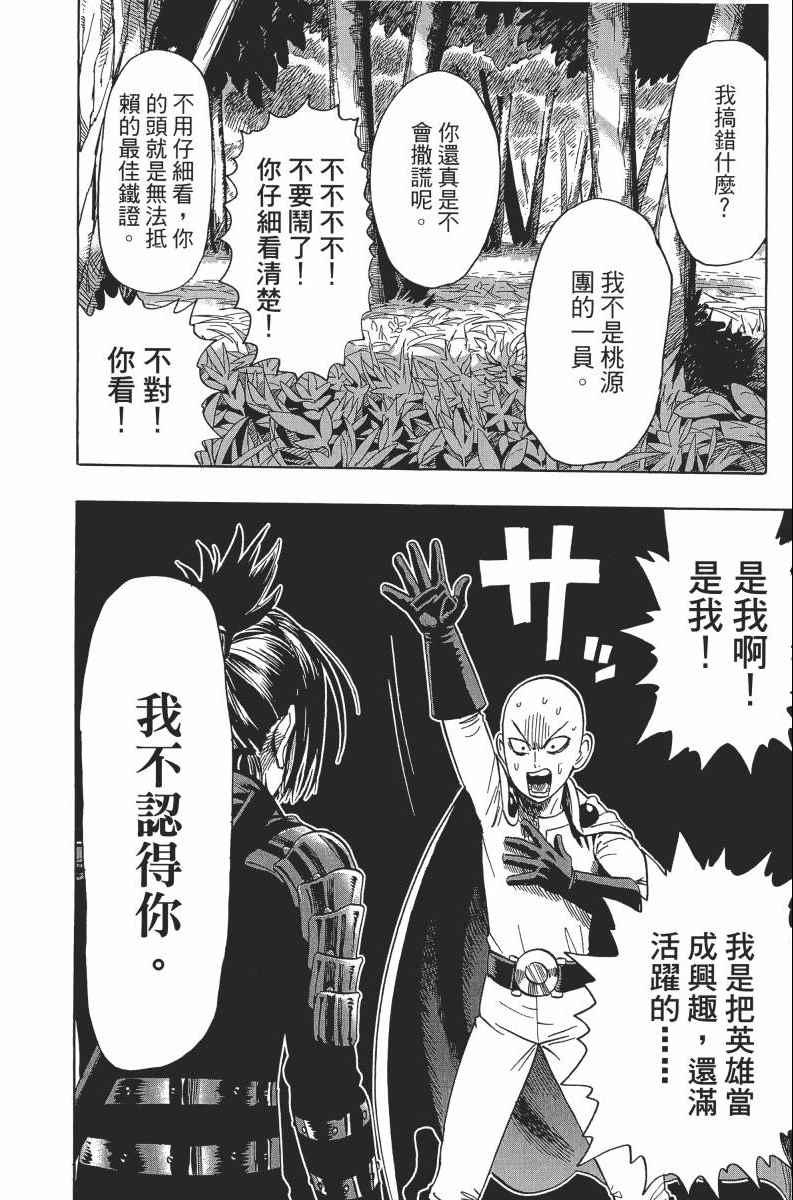 我搞錯什麼？
我不是桃源
團的一員。
你還真是不
會撒謊呢。
不不不不！
不要鬧了！
你仔細看清楚！
不用仔細看，你
的頭就是無法抵
賴的最佳鐵證。
不對！
你看！
是我啊！
是我！
サッ
我是把英雄當
成興趣，還滿
活躍的……
我不認得你。